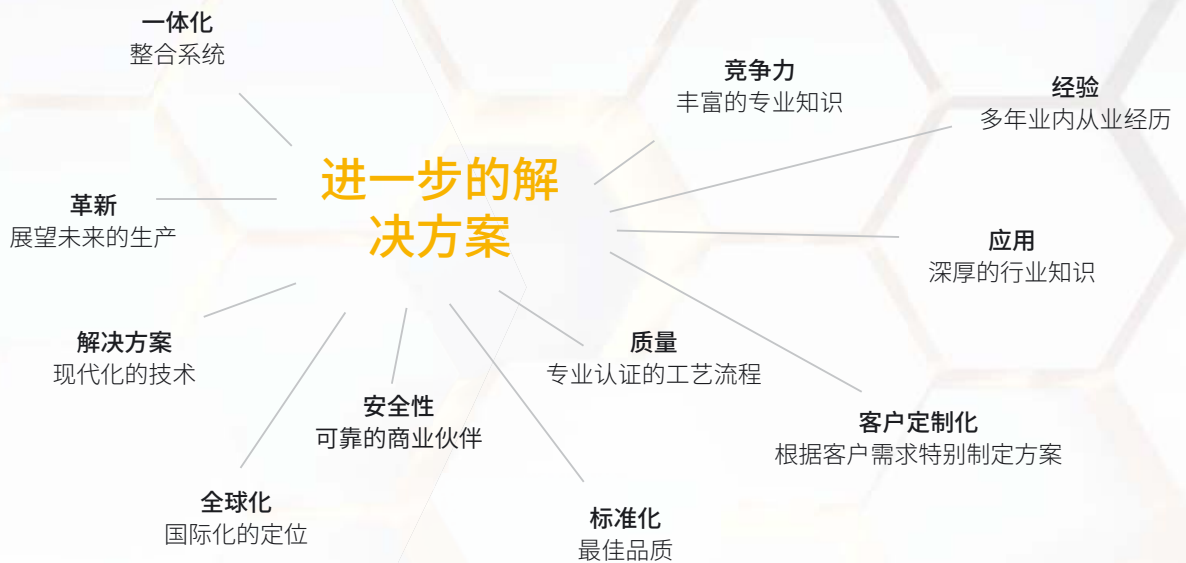 一体化
整合系统
竞争力
丰富的专业知识
经验
多年业内从业经历
进一步的解
决方案
革新
展望未来的生产
应用
深厚的行业知识
解决方案
现代化的技术
质量
专业认证的工艺流程
安全性
可靠的商业伙伴
客户定制化
根据客户需求特别制定方案
全球化
国际化的定位
标准化
最佳品质